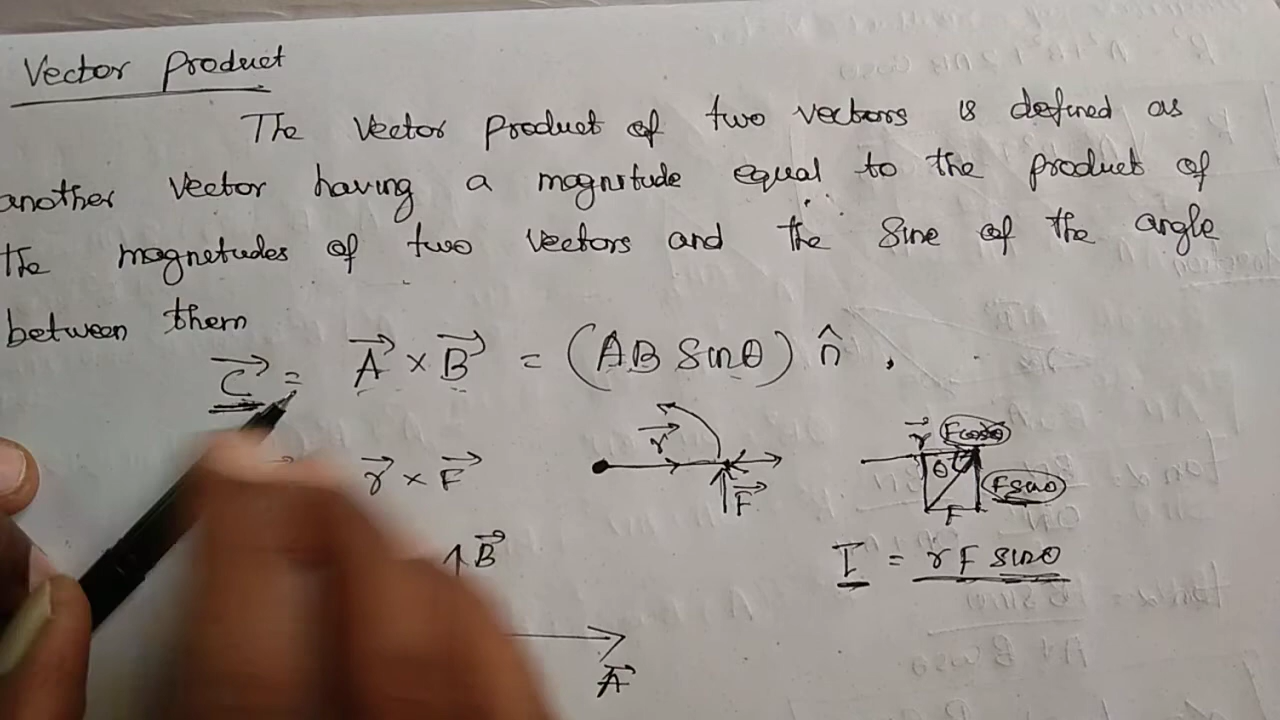 Vector Product
The Vector product of two vectors is defined as
another Vector having a magnitude equal to the product of
the magnetudes of two vectors and the Sine of the angle
between them
C⃗ = A⃗ × B⃗ = (AB Sinθ) n̂ .
r⃗ × F⃗
r⃗
F⃗
r⃗ Fcosθ
θ
Fsinθ
F
B⃗
τ = r F sinθ
A⃗